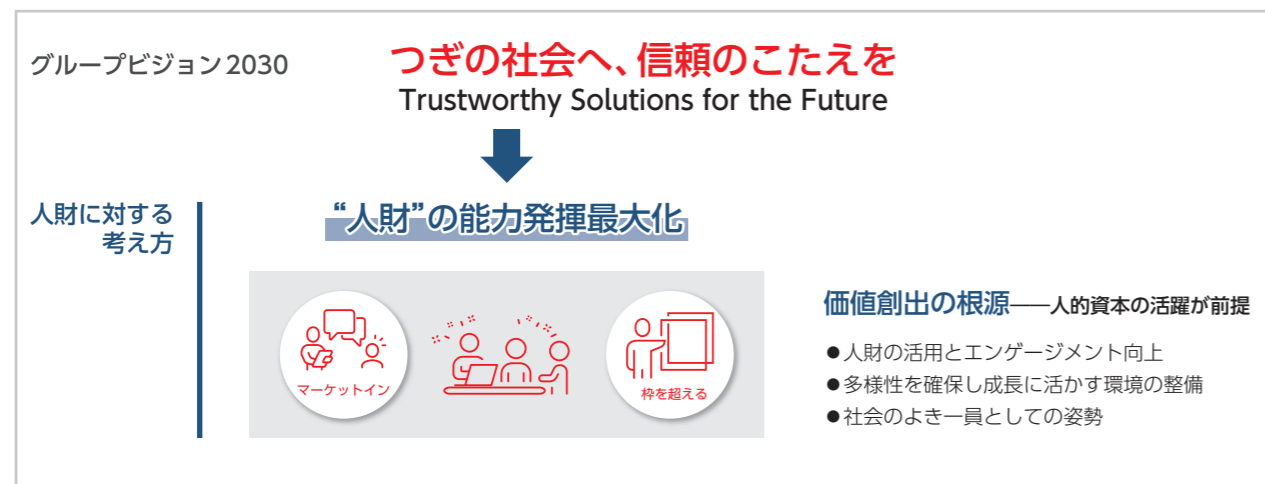 グループビジョン2030
つぎの社会へ、信頼のこたえを
Trustworthy Solutions for the Future
人財に対する
考え方
“人財”の能力発揮最大化
マーケットイン
枠を超える
価値創出の根源――人的資本の活躍が前提
●人財の活用とエンゲージメント向上
●多様性を確保し成長に活かす環境の整備
●社会のよき一員としての姿勢